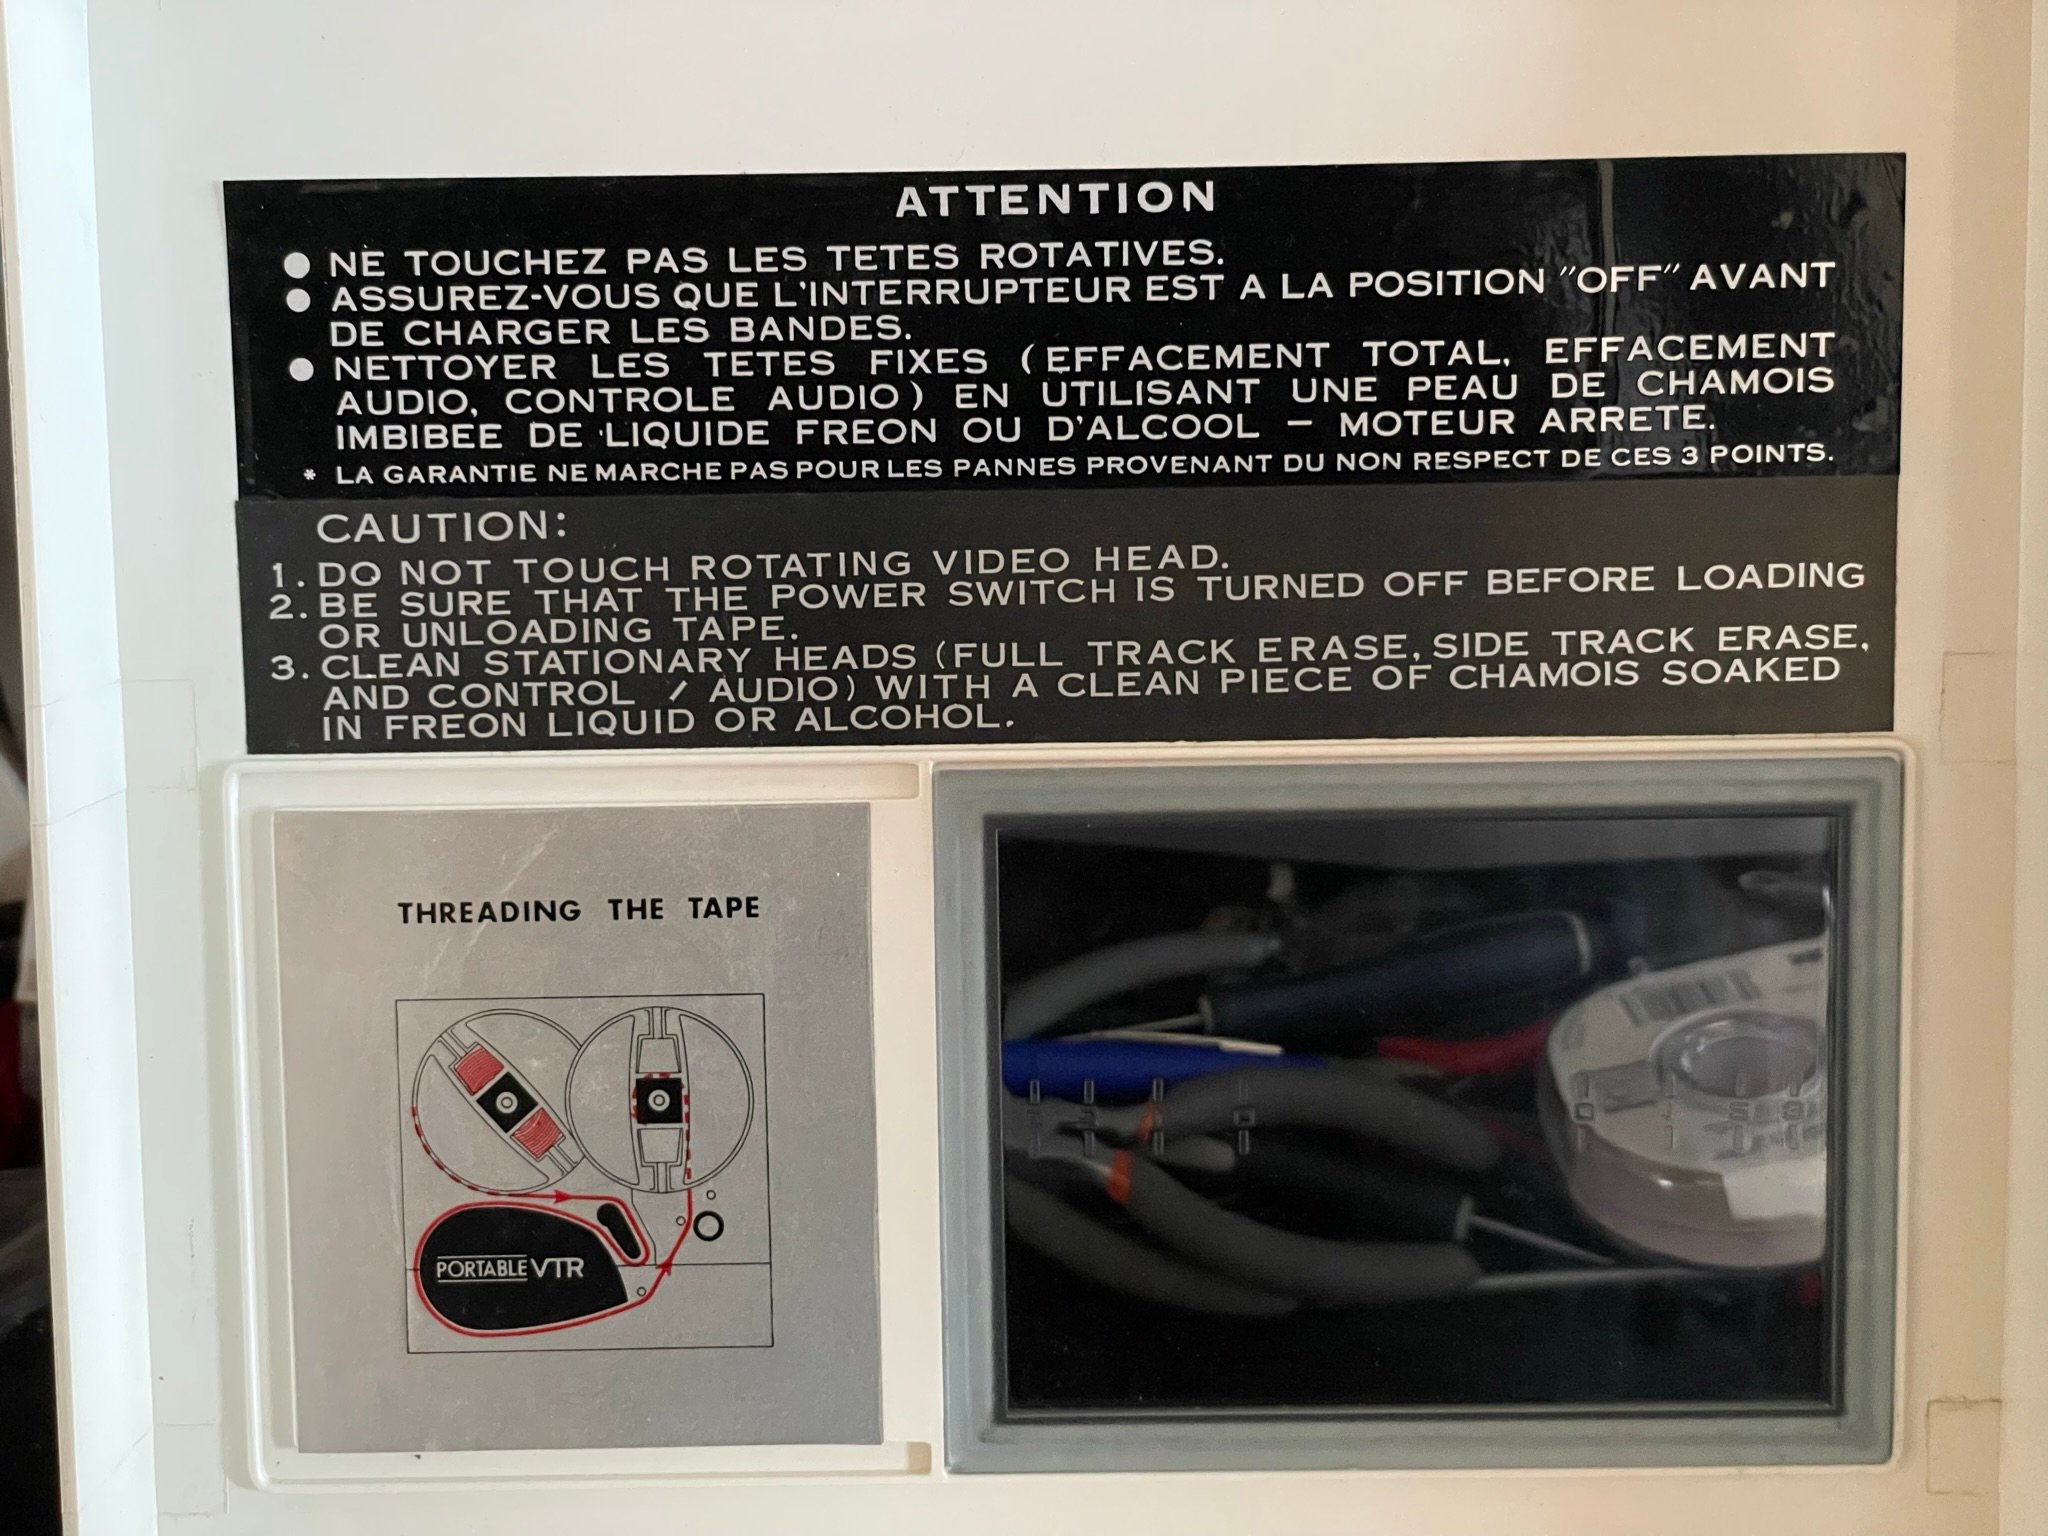 ATTENTION
● NE TOUCHEZ PAS LES TETES ROTATIVES.
● ASSUREZ-VOUS QUE L'INTERRUPTEUR EST A LA POSITION "OFF" AVANT
DE CHARGER LES BANDES.
● NETTOYER LES TETES FIXES (EFFACEMENT TOTAL, EFFACEMENT
AUDIO, CONTROLE AUDIO) EN UTILISANT UNE PEAU DE CHAMOIS
IMBIBEE DE LIQUIDE FREON OU D'ALCOOL – MOTEUR ARRETE.
* LA GARANTIE NE MARCHE PAS POUR LES PANNES PROVENANT DU NON RESPECT DE CES 3 POINTS.
CAUTION:
1. DO NOT TOUCH ROTATING VIDEO HEAD.
2. BE SURE THAT THE POWER SWITCH IS TURNED OFF BEFORE LOADING
OR UNLOADING TAPE.
3. CLEAN STATIONARY HEADS (FULL TRACK ERASE, SIDE TRACK ERASE,
AND CONTROL / AUDIO) WITH A CLEAN PIECE OF CHAMOIS SOAKED
IN FREON LIQUID OR ALCOHOL.
THREADING THE TAPE
PORTABLE VTR